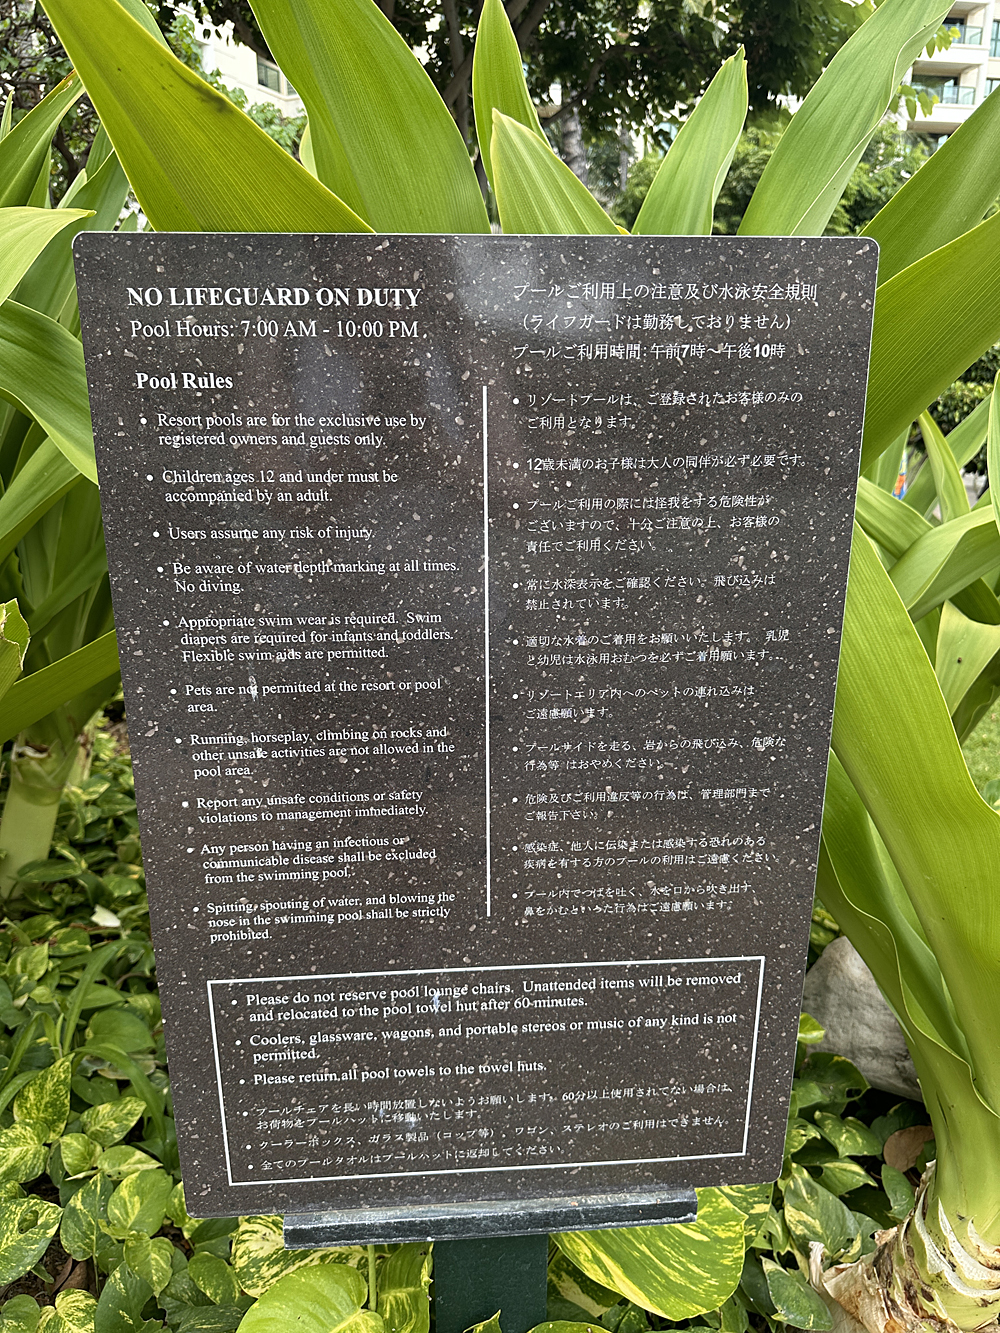 NO LIFEGUARD ON DUTY
Pool Hours: 7:00 AM - 10:00 PM
Pool Rules
• Resort pools are for the exclusive use by
registered owners and guests only.
• Children ages 12 and under must be
accompanied by an adult.
• Users assume any risk of injury.
• Be aware of water depth marking at all times.
No diving.
• Appropriate swim wear is required. Swim
diapers are required for infants and toddlers.
Flexible swim aids are permitted.
• Pets are not permitted at the resort or pool
area.
• Running, horseplay, climbing on rocks and
other unsafe activities are not allowed in the
pool area.
• Report any unsafe conditions or safety
violations to management immediately.
• Any person having an infectious or
communicable disease shall be excluded
from the swimming pool.
• Spitting, spouting of water, and blowing the
nose in the swimming pool shall be strictly
prohibited.
プールご利用上の注意及び水泳安全規則
（ライフガードは勤務しておりません）
プールご利用時間：午前7時～午後10時
• リゾートプールは、ご登録されたお客様のみの
ご利用となります。
• 12歳未満のお子様は大人の同伴が必ず必要です。
• プールご利用の際には怪我をする危険性が
ございますので、十分ご注意の上、お客様の
責任でご利用ください。
• 常に水深表示をご確認ください。飛び込みは
禁止されています。
• 適切な水着のご着用をお願いいたします。 乳児
と幼児は水泳用おむつを必ずご着用願います。
• リゾートエリア内へのペットの連れ込みは
ご遠慮願います。
• プールサイドを走る、岩からの飛び込み、危険な
行為等 はおやめください。
• 危険及びご利用違反等の行為は、管理部門まで
ご報告下さい。
• 感染症、他人に伝染または感染する恐れのある
疾病を有する方のプールの利用はご遠慮ください。
• プール内でつばを吐く、水を口から吹き出す、
鼻をかむといった行為はご遠慮願います。
• Please do not reserve pool lounge chairs. Unattended items will be removed
and relocated to the pool towel hut after 60 minutes.
• Coolers, glassware, wagons, and portable stereos or music of any kind is not
permitted.
• Please return all pool towels to the towel huts.
• プールチェアを長い時間放置しないようお願いします。60分以上使用されてない場合は、
お荷物をプールハットに移動いたします。
• クーラーボックス、ガラス製品（コップ等）、ワゴン、ステレオのご利用はできません。
• 全てのプールタオルはプールハットに返却してください。